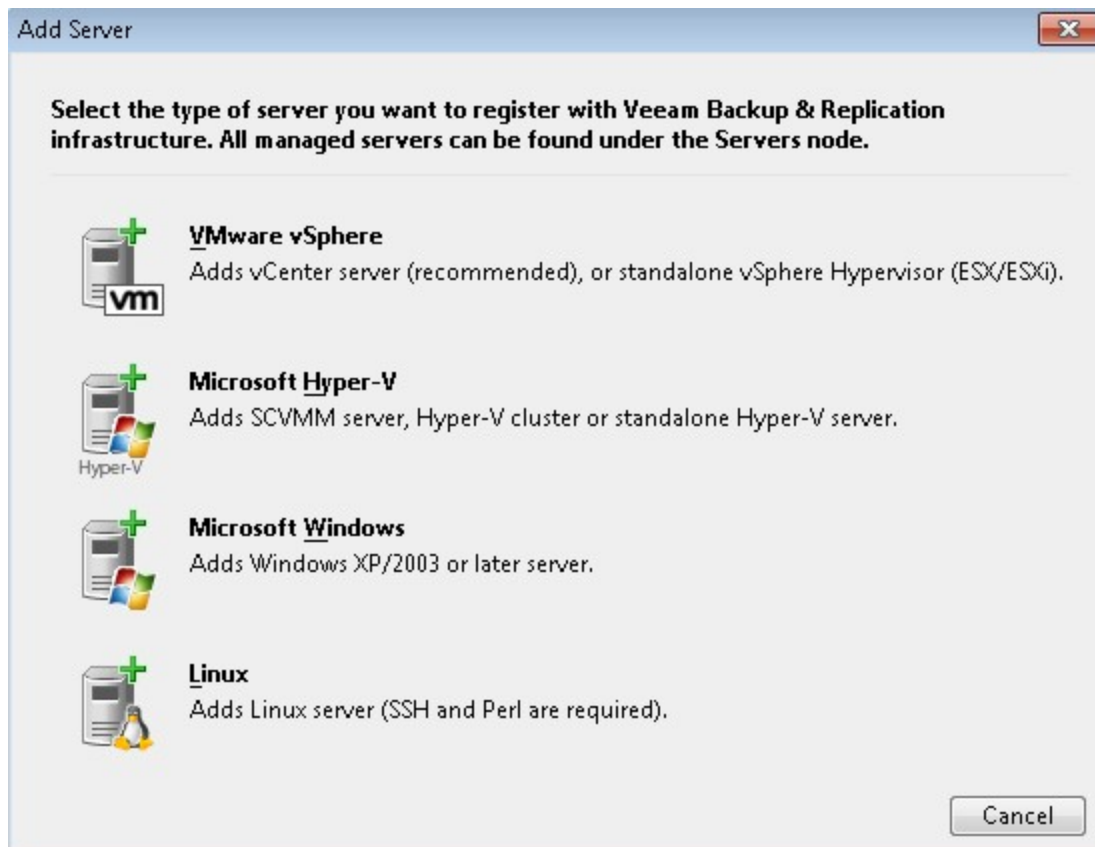 Add Server
Select the type of server you want to register with Veeam Backup & Replication
infrastructure. All managed servers can be found under the Servers node.
VMware vSphere
Adds vCenter server (recommended), or standalone vSphere Hypervisor (ESX/ESXi).
vm
Microsoft Hyper-V
Adds SCVMM server, Hyper-V cluster or standalone Hyper-V server.
Hyper-V
Microsoft Windows
Adds Windows XP/2003 or later server.
Linux
Adds Linux server (SSH and Perl are required).
Cancel